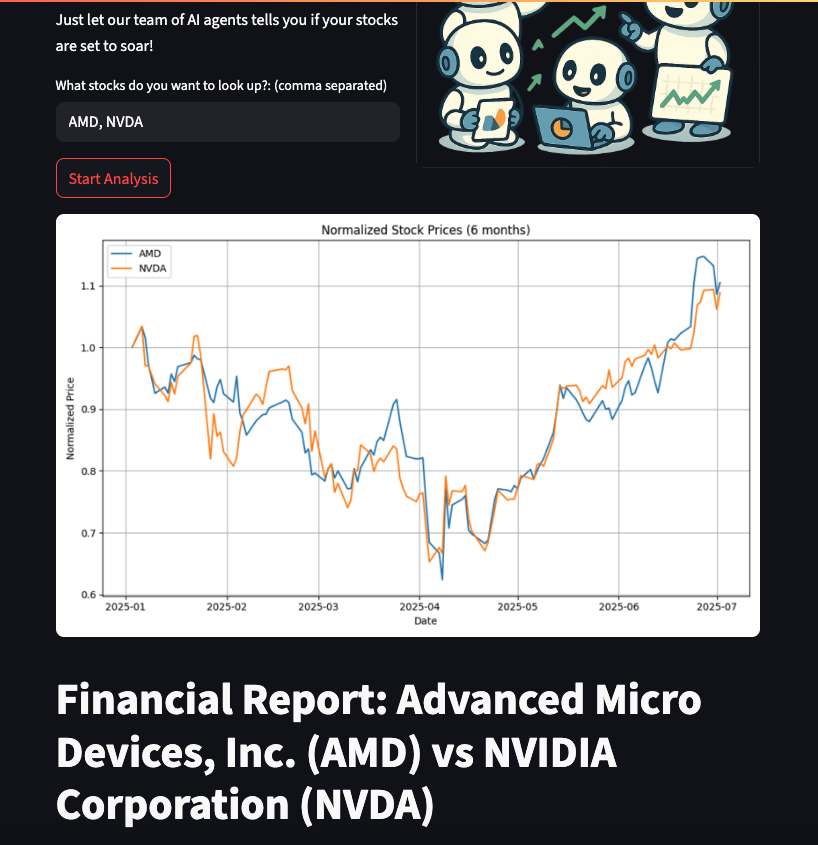 Just let our team of AI agents tells you if your stocks
are set to soar!
What stocks do you want to look up?: (comma separated)
AMD, NVDA
Start Analysis
Normalized Stock Prices (6 months)
AMD
NVDA
1.1
1.0
0.9
0.8
0.7
0.6
Normalized Price
2025-01 2025-02 2025-03 2025-04 2025-05 2025-06 2025-07
Date
Financial Report: Advanced Micro
Devices, Inc. (AMD) vs NVIDIA
Corporation (NVDA)